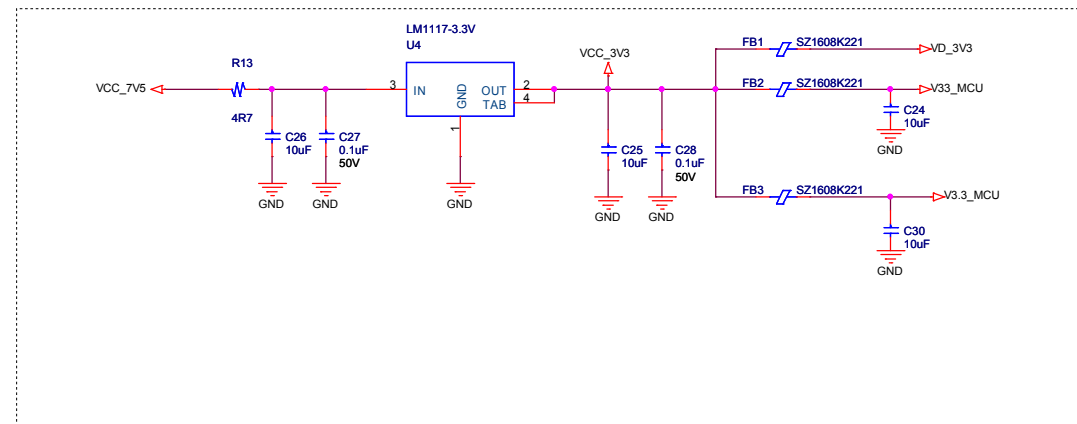 LM1117-3.3V
U4
R13
VCC_7V5
4R7
3
IN
GND
OUT
TAB
2
4
1
C26
10uF
C27
0.1uF
50V
GND
GND
GND
VCC_3V3
C25
10uF
C28
0.1uF
50V
GND
GND
FB1
SZ1608K221
VD_3V3
FB2
SZ1608K221
V33_MCU
C24
10uF
GND
FB3
SZ1608K221
V3.3_MCU
C30
10uF
GND